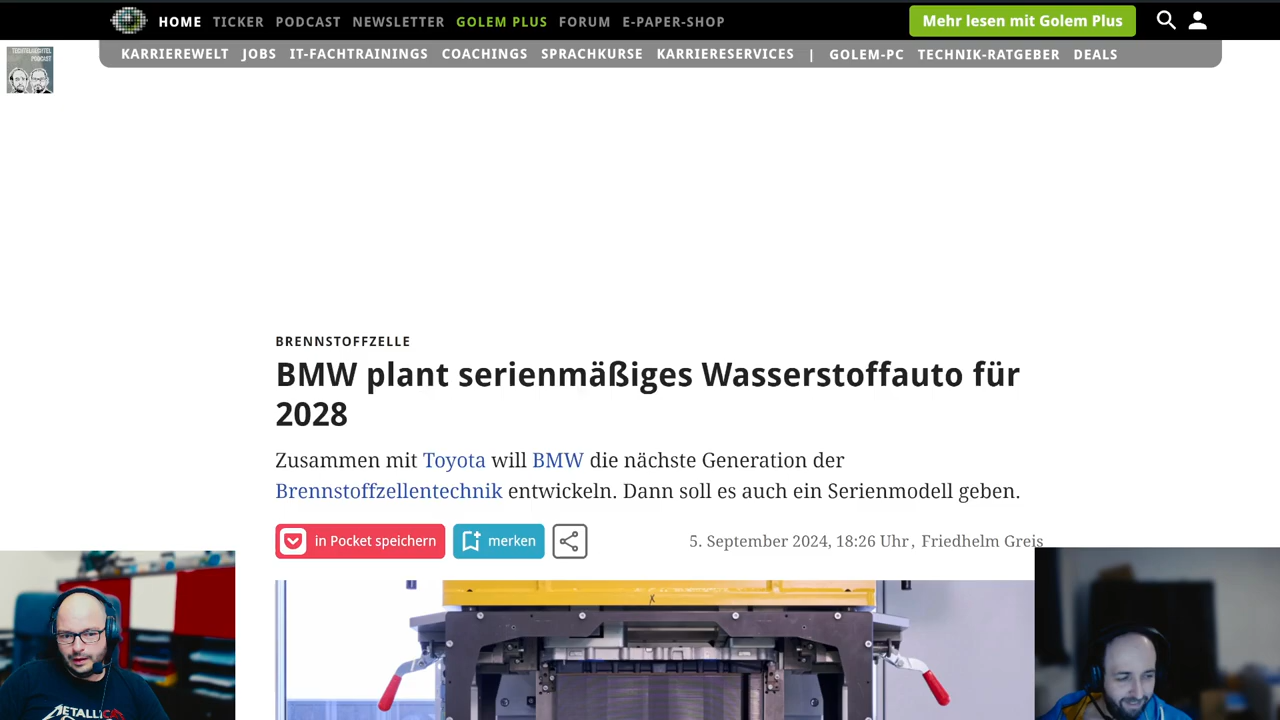 HOME TICKER PODCAST NEWSLETTER GOLEM PLUS FORUM E-PAPER-SHOP Mehr lesen mit Golem Plus
KARRIEREWELT JOBS IT-FACHTRAININGS COACHINGS SPRACHKURSE KARRIERESERVICES | GOLEM-PC TECHNIK-RATGEBER DEALS
TECHTELMECHTEL
PODCAST
BRENNSTOFFZELLE
BMW plant serienmäßiges Wasserstoffauto für
2028
Zusammen mit Toyota will BMW die nächste Generation der
Brennstoffzellentechnik entwickeln. Dann soll es auch ein Serienmodell geben.
in Pocket speichern merken 5. September 2024, 18:26 Uhr, Friedhelm Greis
METALLICA